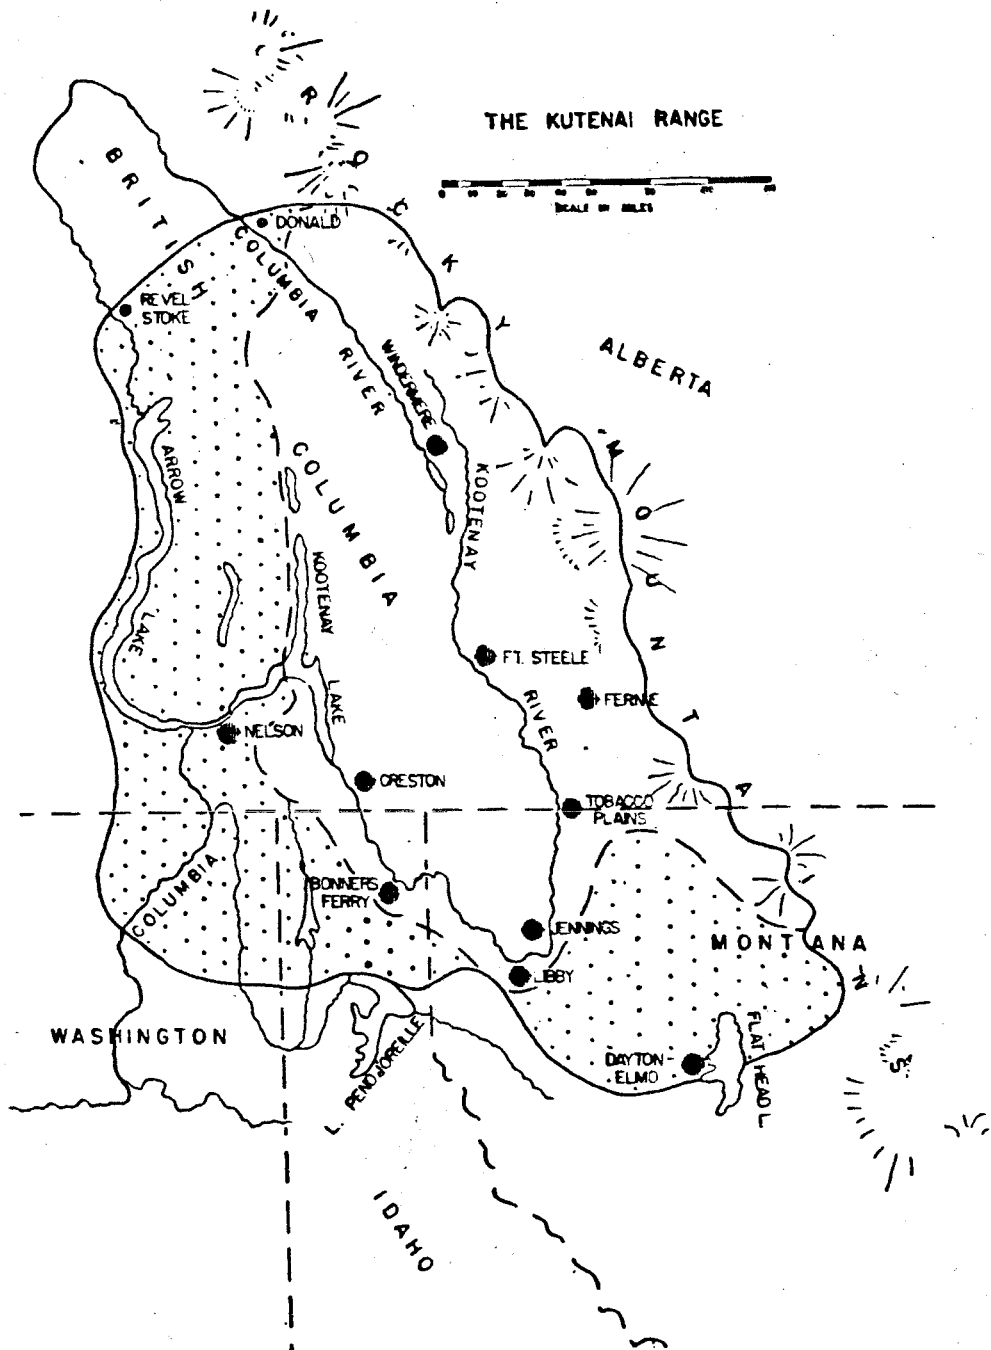 THE KUTENAI RANGE
SCALE IN MILES
ROCKY MOUNTAINS
BRITISH
COLUMBIA
DONALD
COLUMBIA
RIVER
REVEL
STOKE
ALBERTA
WINDERMERE
ARROW
LAKE
KOOTENAY
RIVER
KOOTENAY
LAKE
FT. STEELE
FERNIE
NELSON
CRESTON
TOBACCO
PLAINS
COLUMBIA
BONNERS
FERRY
JENNINGS
LIBBY
MONTANA
WASHINGTON
L. PEND d'OREILLE
DAYTON-
ELMO
FLAT
HEAD L.
IDAHO